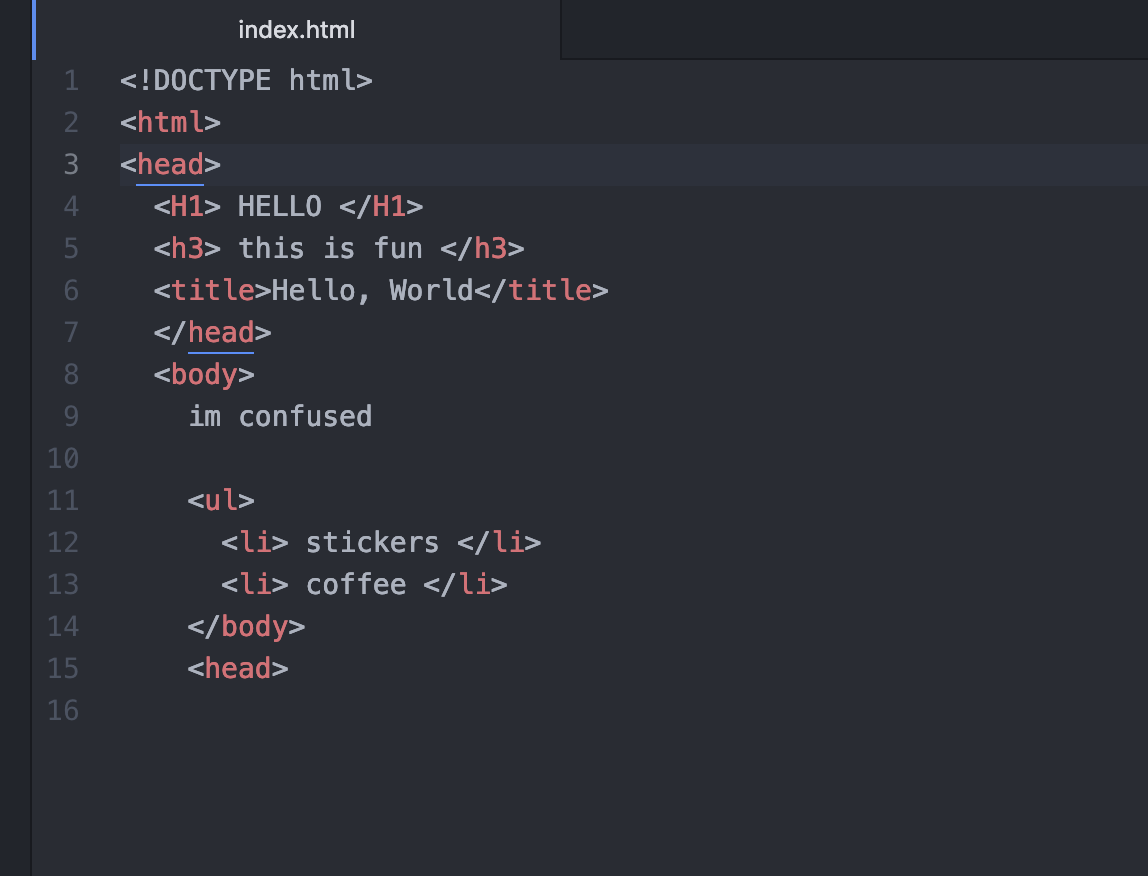 index.html
1 <!DOCTYPE html>
2 <html>
3 <head>
4 <H1> HELLO </H1>
5 <h3> this is fun </h3>
6 <title>Hello, World</title>
7 </head>
8 <body>
9 im confused
10
11 <ul>
12 <li> stickers </li>
13 <li> coffee </li>
14 </body>
15 <head>
16